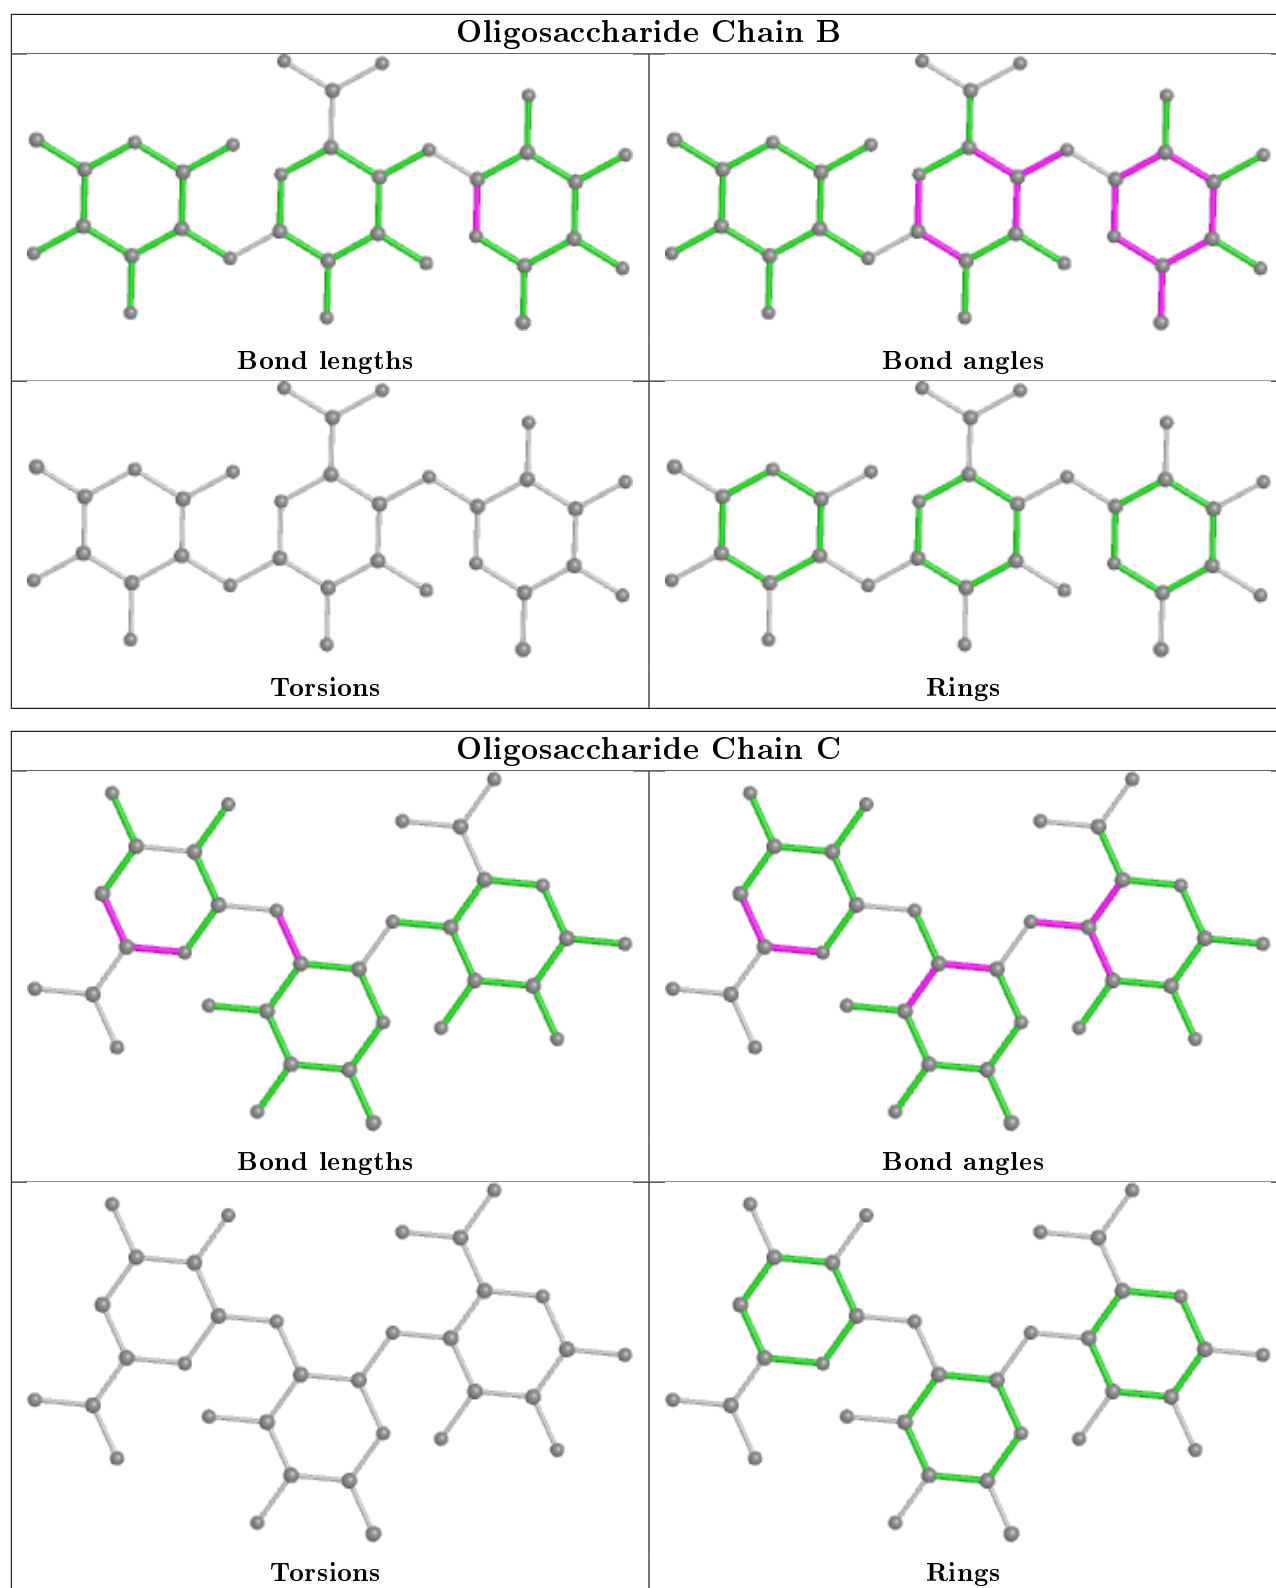 Oligosaccharide Chain B
Bond lengths
Bond angles
Torsions
Rings
Oligosaccharide Chain C
Bond lengths
Bond angles
Torsions
Rings